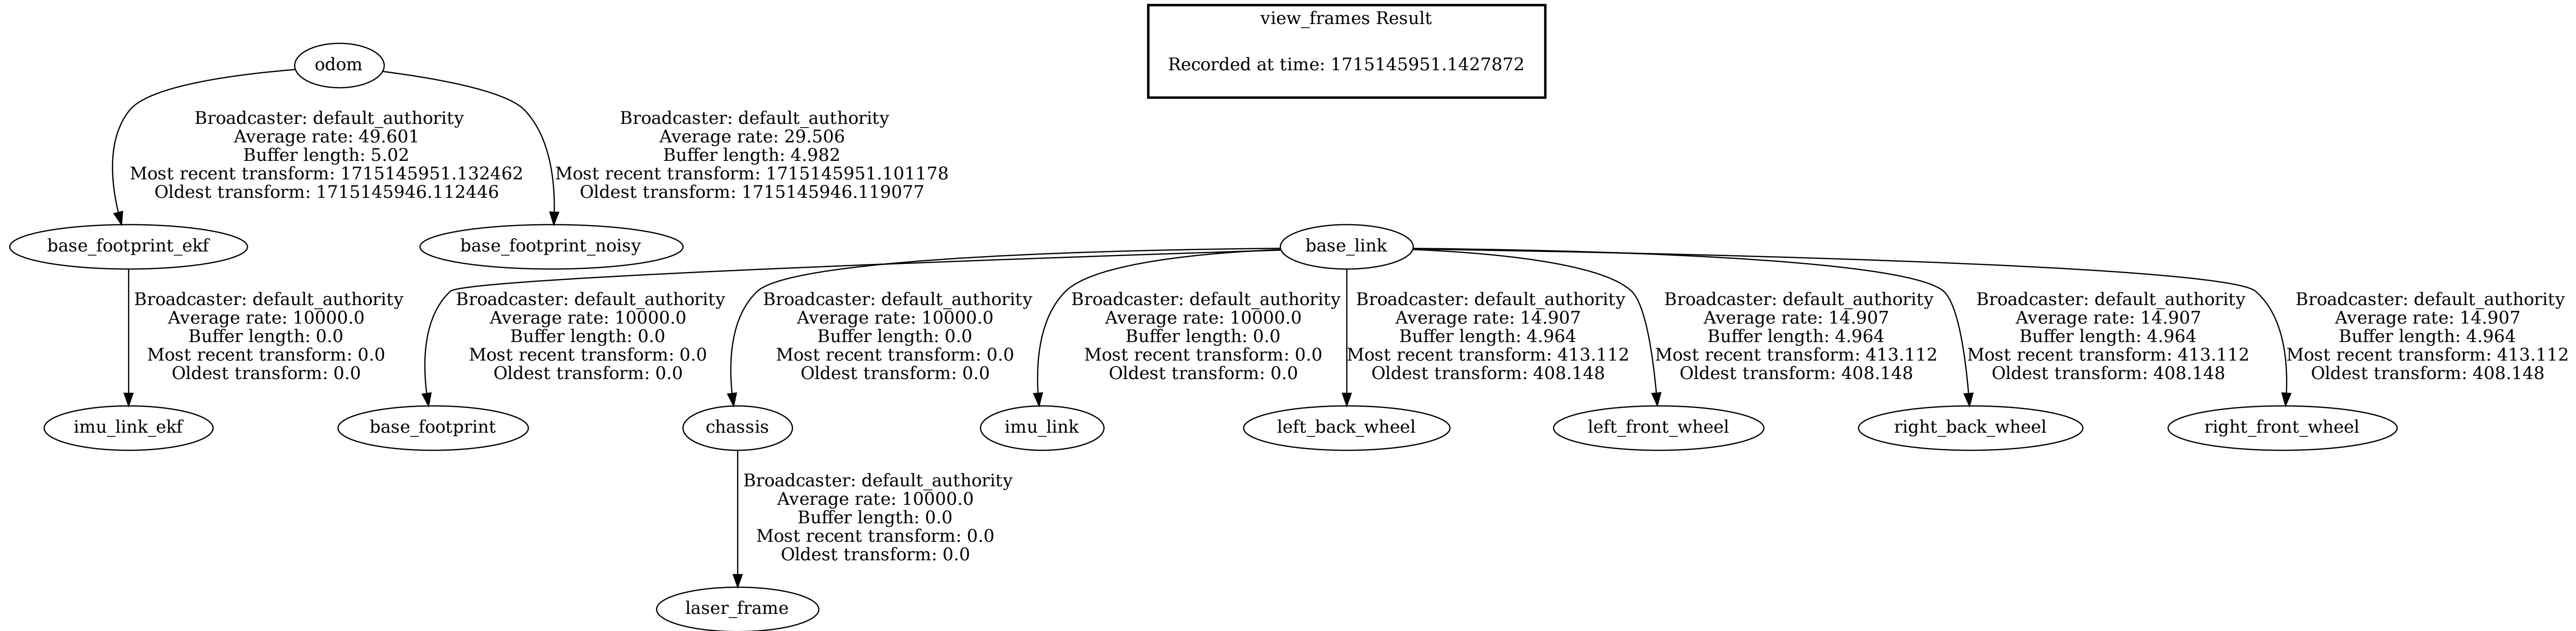 view_frames Result
Recorded at time: 1715145951.1427872
odom
Broadcaster: default_authority
Average rate: 49.601
Buffer length: 5.02
Most recent transform: 1715145951.132462
Oldest transform: 1715145946.112446
Broadcaster: default_authority
Average rate: 29.506
Buffer length: 4.982
Most recent transform: 1715145951.101178
Oldest transform: 1715145946.119077
base_footprint_ekf
base_footprint_noisy
base_link
Broadcaster: default_authority
Average rate: 10000.0
Buffer length: 0.0
Most recent transform: 0.0
Oldest transform: 0.0
Broadcaster: default_authority
Average rate: 10000.0
Buffer length: 0.0
Most recent transform: 0.0
Oldest transform: 0.0
Broadcaster: default_authority
Average rate: 10000.0
Buffer length: 0.0
Most recent transform: 0.0
Oldest transform: 0.0
Broadcaster: default_authority
Average rate: 10000.0
Buffer length: 0.0
Most recent transform: 0.0
Oldest transform: 0.0
Broadcaster: default_authority
Average rate: 14.907
Buffer length: 4.964
Most recent transform: 413.112
Oldest transform: 408.148
Broadcaster: default_authority
Average rate: 14.907
Buffer length: 4.964
Most recent transform: 413.112
Oldest transform: 408.148
Broadcaster: default_authority
Average rate: 14.907
Buffer length: 4.964
Most recent transform: 413.112
Oldest transform: 408.148
Broadcaster: default_authority
Average rate: 14.907
Buffer length: 4.964
Most recent transform: 413.112
Oldest transform: 408.148
imu_link_ekf
base_footprint
chassis
imu_link
left_back_wheel
left_front_wheel
right_back_wheel
right_front_wheel
Broadcaster: default_authority
Average rate: 10000.0
Buffer length: 0.0
Most recent transform: 0.0
Oldest transform: 0.0
laser_frame